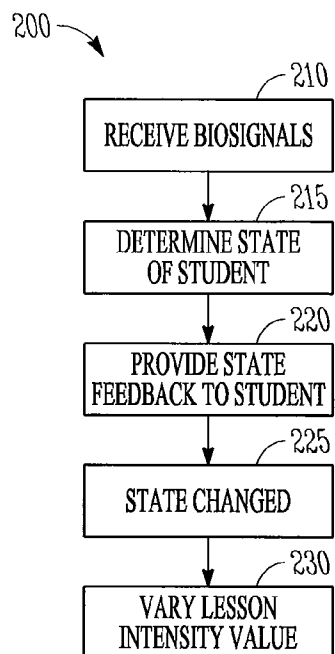 200
210
RECEIVE BIOSIGNALS
215
DETERMINE STATE
OF STUDENT
220
PROVIDE STATE
FEEDBACK TO STUDENT
225
STATE CHANGED
230
VARY LESSON
INTENSITY VALUE